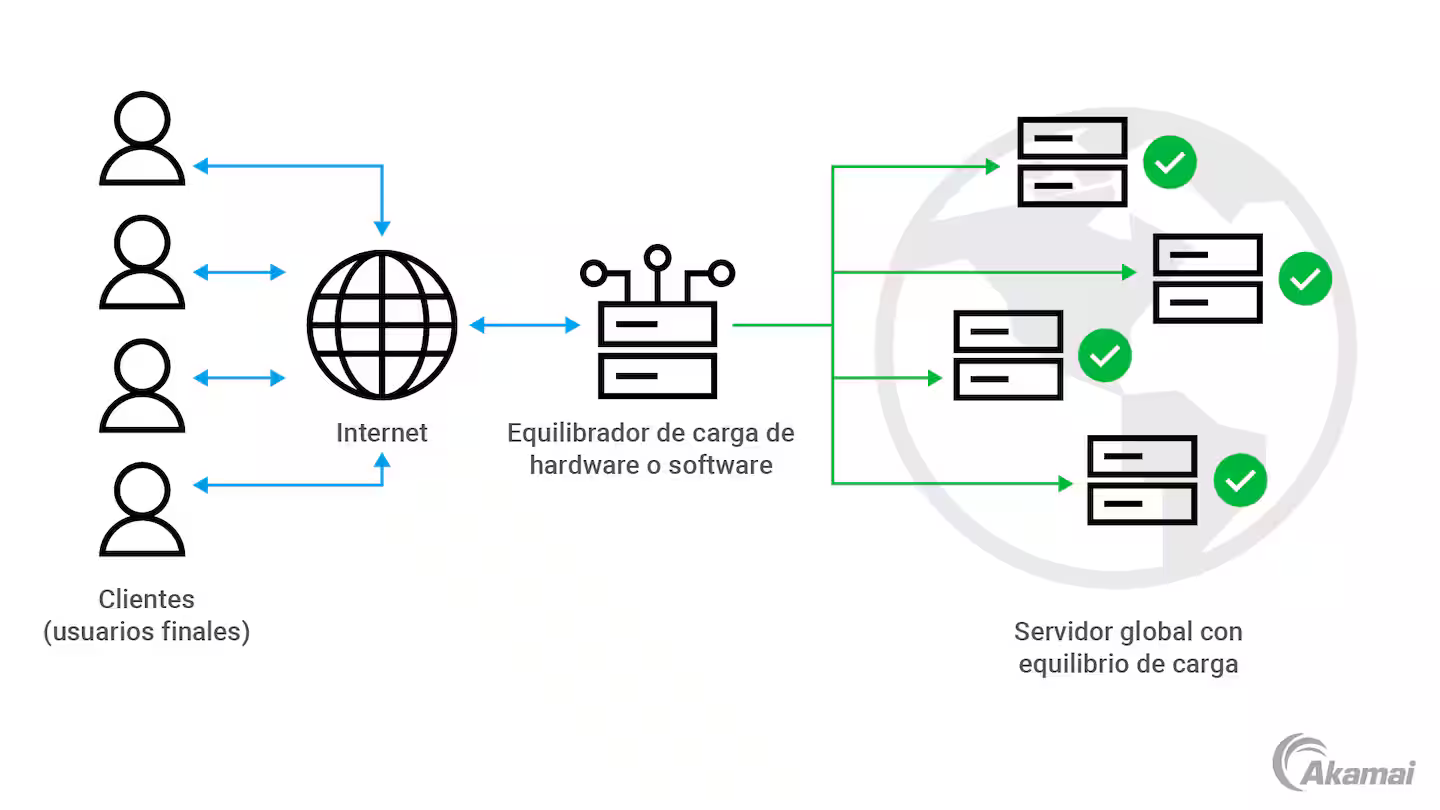 Internet
Equilibrador de carga de
hardware o software
Clientes
(usuarios finales)
Servidor global con
equilibrio de carga
Akamai